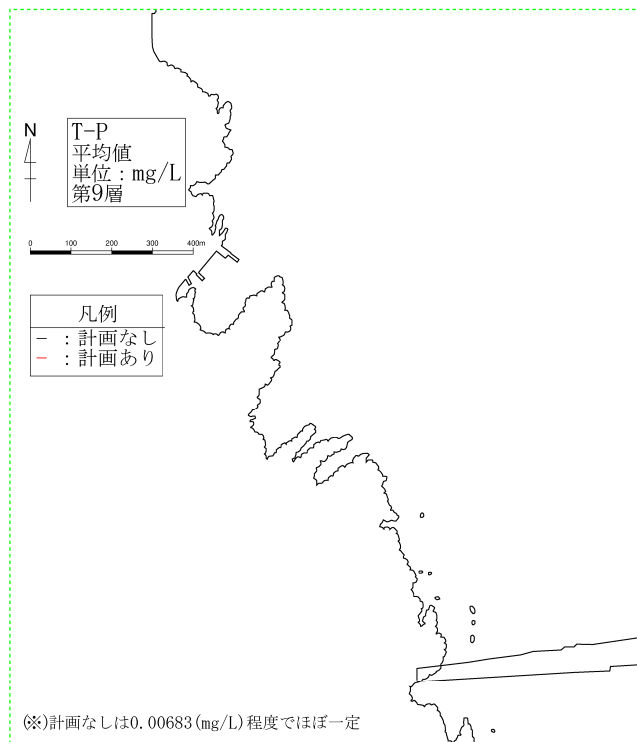 N
T-P
平均値
単位：mg/L
第9層
0 100 200 300 400m
凡例
－：計画なし
－：計画あり
(※)計画なしは0.00683(mg/L)程度でほぼ一定